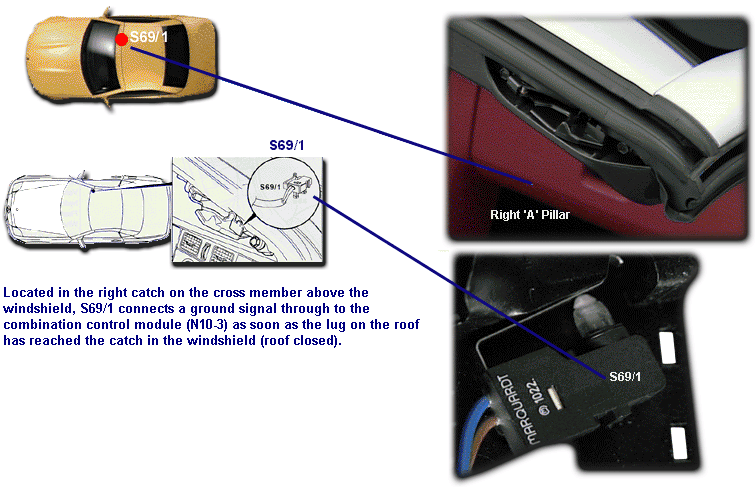 S69/1
S69/1
S69/1
Right 'A' Pillar
Located in the right catch on the cross member above the
windshield, S69/1 connects a ground signal through to the
combination control module (N10-3) as soon as the lug on the roof
has reached the catch in the windshield (roof closed).
S69/1
MARQUARDT
1022.